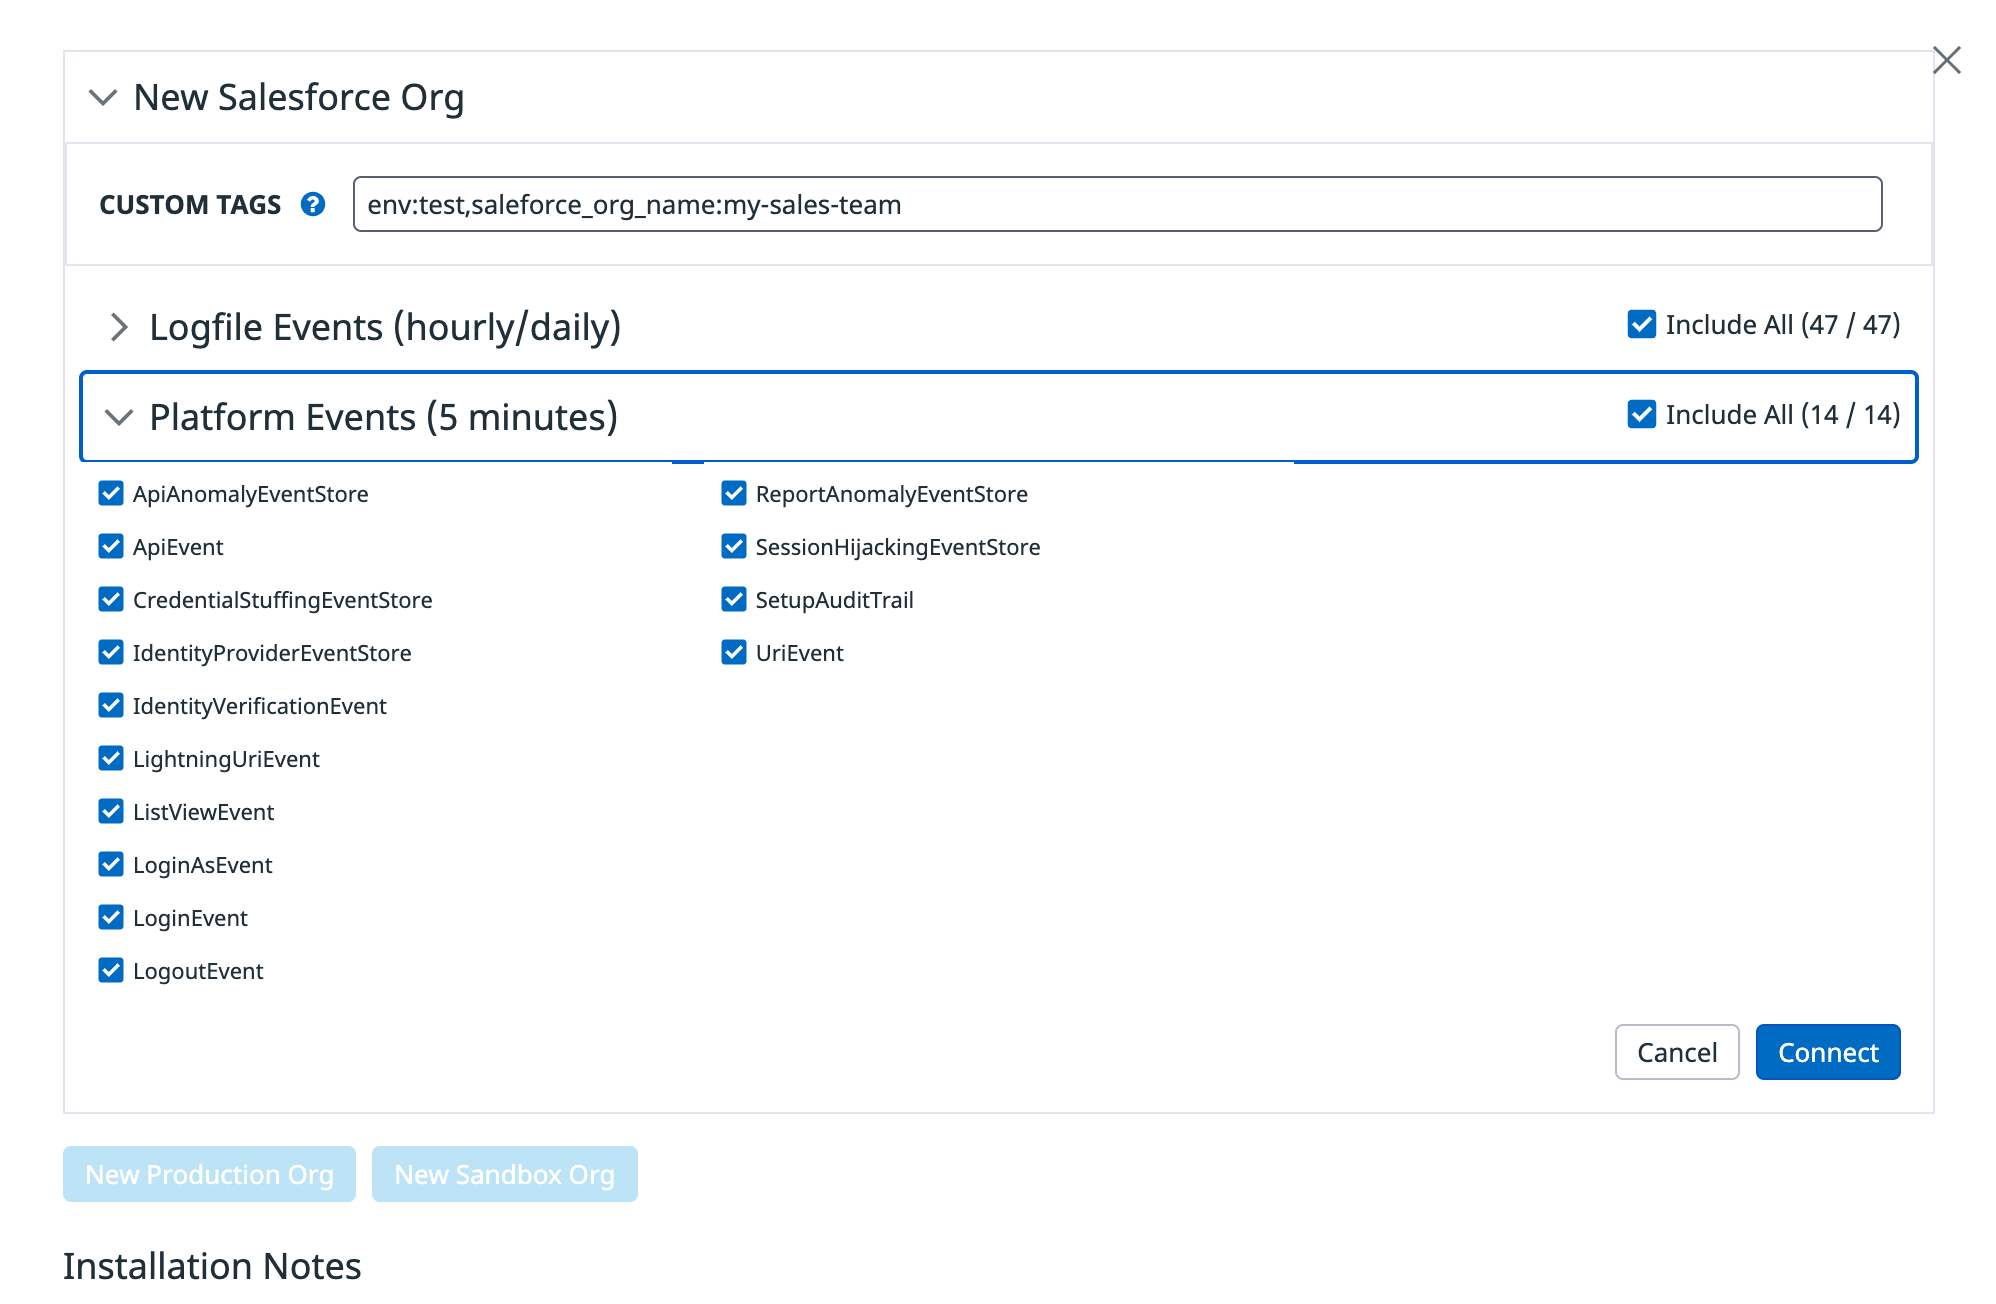 New Salesforce Org
CUSTOM TAGS ?
env:test,saleforce_org_name:my-sales-team
Logfile Events (hourly/daily)
Include All (47 / 47)
Platform Events (5 minutes)
Include All (14 / 14)
ApiAnomalyEventStore
ApiEvent
CredentialStuffingEventStore
IdentityProviderEventStore
IdentityVerificationEvent
LightningUriEvent
ListViewEvent
LoginAsEvent
LoginEvent
LogoutEvent
ReportAnomalyEventStore
SessionHijackingEventStore
SetupAuditTrail
UriEvent
Cancel
Connect
New Production Org
New Sandbox Org
Installation Notes